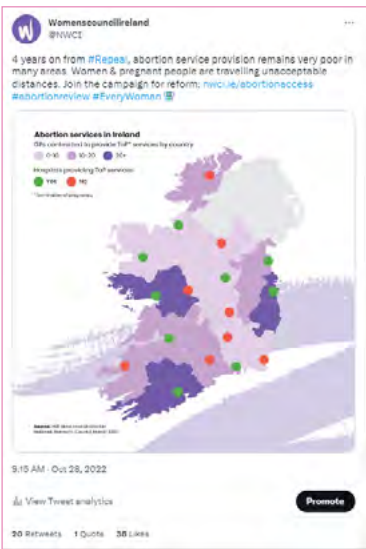 Womenscouncilireland
@NWCI
4 years on from #Repeal, abortion service provision remains very poor in
many areas. Women & pregnant people are travelling unacceptable
distances. Join the campaign for reform; nwci.ie/abortionaccess
#abortionreview #EveryWoman
Abortion services in Ireland
GPs contracted to provide ToP* services by country
0-10 10-20 20+
Hospitals providing ToP services
YES NO
9:15 AM · Oct 28, 2022
View Tweet analytics
Promote
20 Retweets 1 Quote 38 Likes